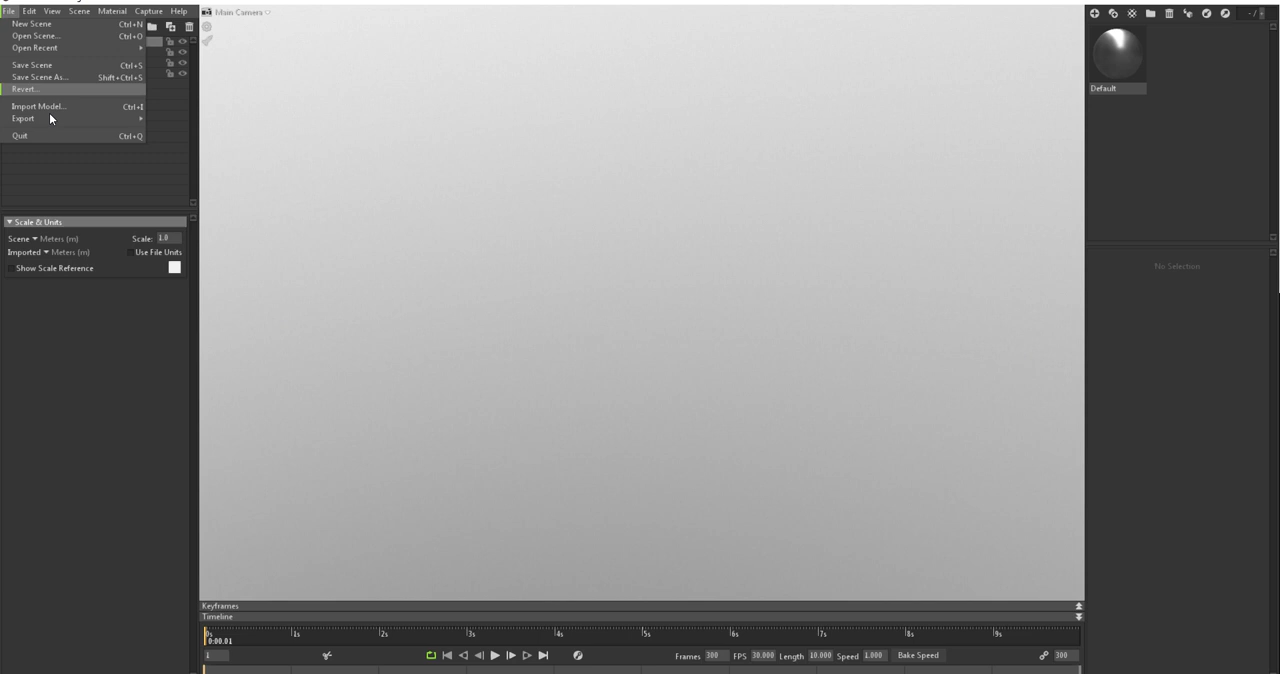 File Edit View Scene Material Capture Help
New Scene Ctrl+N
Open Scene... Ctrl+O
Open Recent
Save Scene Ctrl+S
Save Scene As... Shift+Ctrl+S
Revert...
Import Model... Ctrl+I
Export
Quit Ctrl+Q
Scale & Units
Scene Meters (m) Scale: 1.0
Imported Meters (m) Use File Units
Show Scale Reference
Main Camera
Keyframes
Timeline
0s 1s 2s 3s 4s 5s 6s 7s 8s 9s
0:00.01
1 Frames 300 FPS 30.000 Length 10.000 Speed 1.000 Bake Speed 300
- / -
Default
No Selection